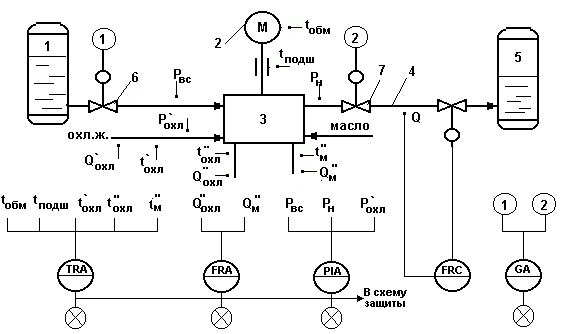 1 М t обм 2 5
2 t подш
6 Р вс Р н 7 4
охл.ж. Р` охл 3 масло Q
Q` охл t` охл t" охл t" м
Q" охл Q" м
t обм t подш t` охл t" охл t" м Q" охл Q" м Р вс Р н Р` охл 1 2
TRA FRA PIA FRC GA
В схему
защиты